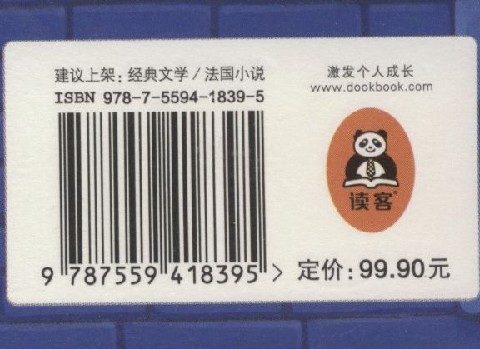 建议上架：经典文学／法国小说
ISBN 978-7-5594-1839-5
9 787559 418395 >
激发个人成长
www.dookbook.com
读客®
定价：99.90元